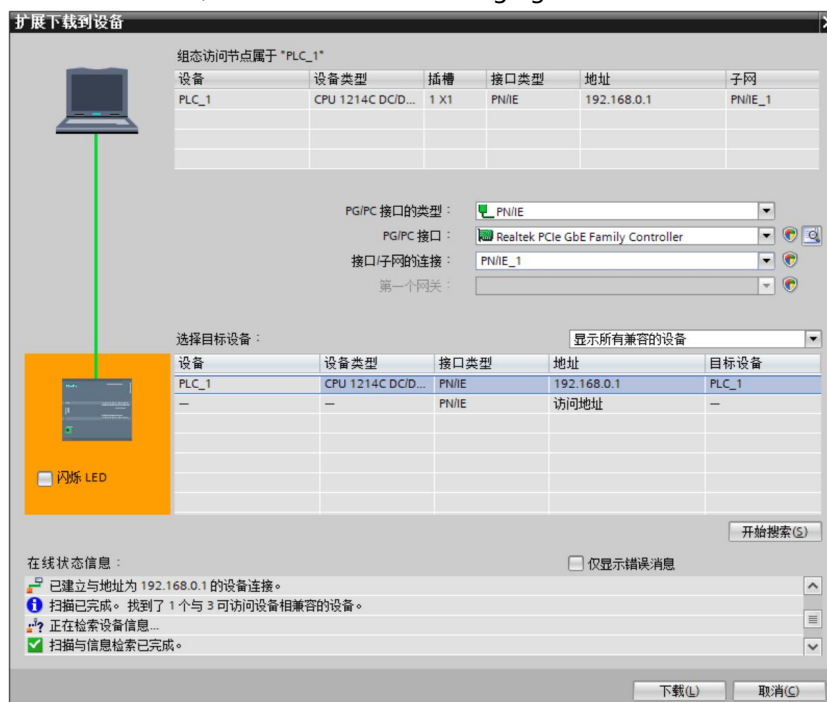 扩展下载到设备
组态访问节点属于 "PLC_1"
设备 设备类型 插槽 接口类型 地址 子网
PLC_1 CPU 1214C DC/D... 1 X1 PN/IE 192.168.0.1 PN/IE_1
PG/PC 接口的类型： PN/IE
PG/PC 接口： Realtek PCIe GbE Family Controller
接口/子网的连接： PN/IE_1
第一个网关：
选择目标设备： 显示所有兼容的设备
设备 设备类型 接口类型 地址 目标设备
PLC_1 CPU 1214C DC/D... PN/IE 192.168.0.1 PLC_1
— — PN/IE 访问地址 —
闪烁 LED
开始搜索(S)
在线状态信息： 仅显示错误消息
已建立与地址为 192.168.0.1 的设备连接。
扫描已完成。找到了 1 个与 3 可访问设备相兼容的设备。
正在检索设备信息...
扫描与信息检索已完成。
下载(L) 取消(C)